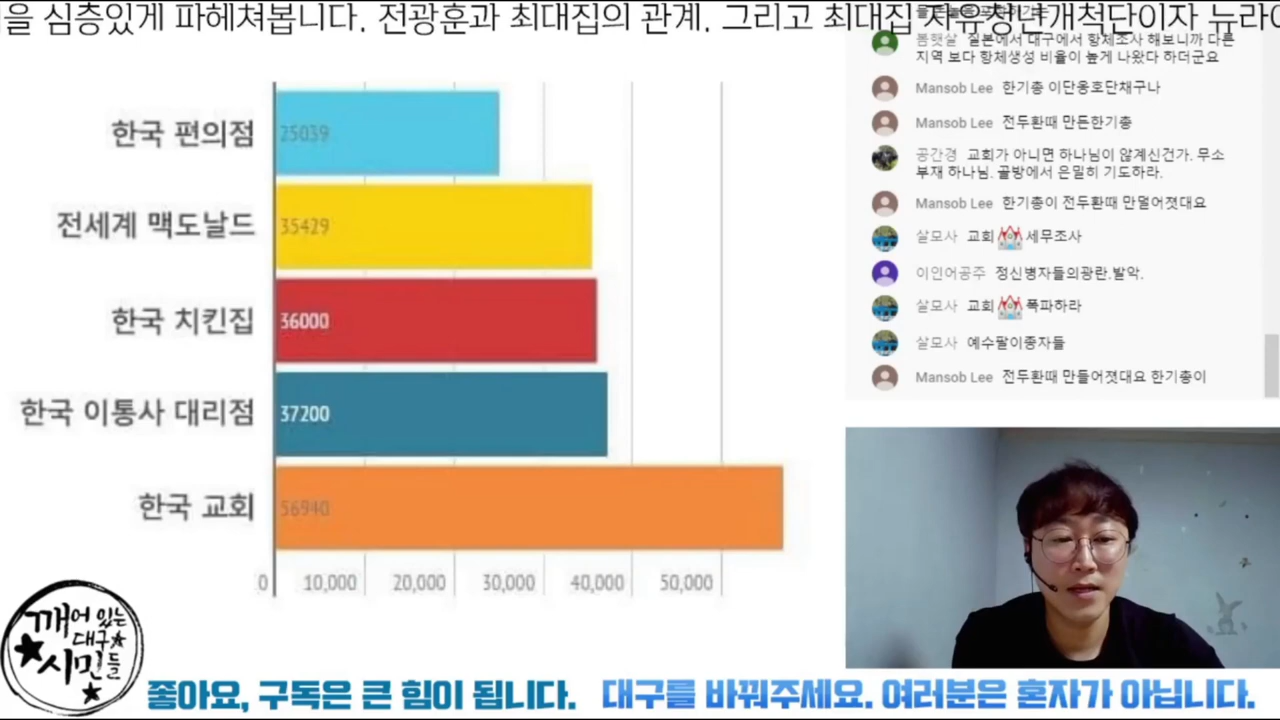 을 심층있게 파헤쳐봅니다. 전광훈과 최대집의 관계. 그리고 최대집 자유청년개척단이자 뉴라이
한국 편의점 25039
전세계 맥도날드 35429
한국 치킨집 36000
한국 이통사 대리점 37200
한국 교회 56940
0 10,000 20,000 30,000 40,000 50,000
봄햇살 질본에서 대구에서 항체조사 해보니까 다른
지역 보다 항체생성 비율이 높게 나왔다 하더군요
Mansob Lee 한기총 이단옹호단채구나
Mansob Lee 전두환때 만든한기총
공간경 교회가 아니면 하나님이 않계신건가. 무소
부재 하나님. 골방에서 은밀히 기도하라.
Mansob Lee 한기총이 전두환때 만덜어졋대요
살모사 교회 세무조사
이인어공주 정신병자들의광란.발악.
살모사 교회 폭파하라
살모사 예수팔이종자들
Mansob Lee 전두환때 만들어졋대요 한기총이
깨어 있는
대구
시민들
좋아요, 구독은 큰 힘이 됩니다. 대구를 바꿔주세요. 여러분은 혼자가 아닙니다.